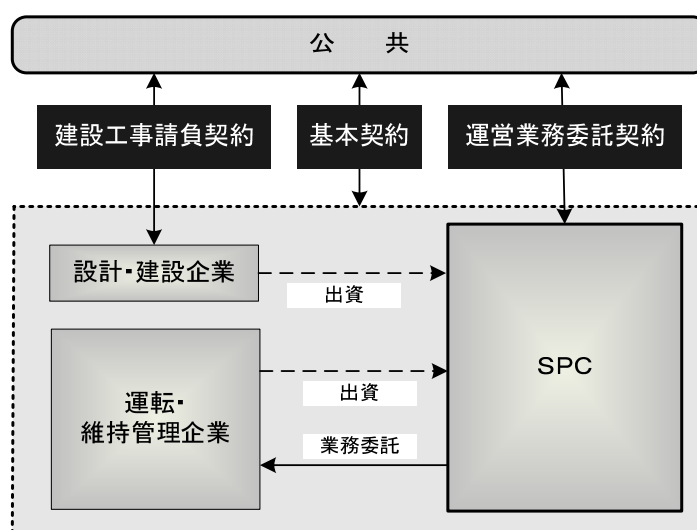 公　共
建設工事請負契約
基本契約
運営業務委託契約
設計・建設企業
出資
SPC
出資
運転・
維持管理企業
業務委託